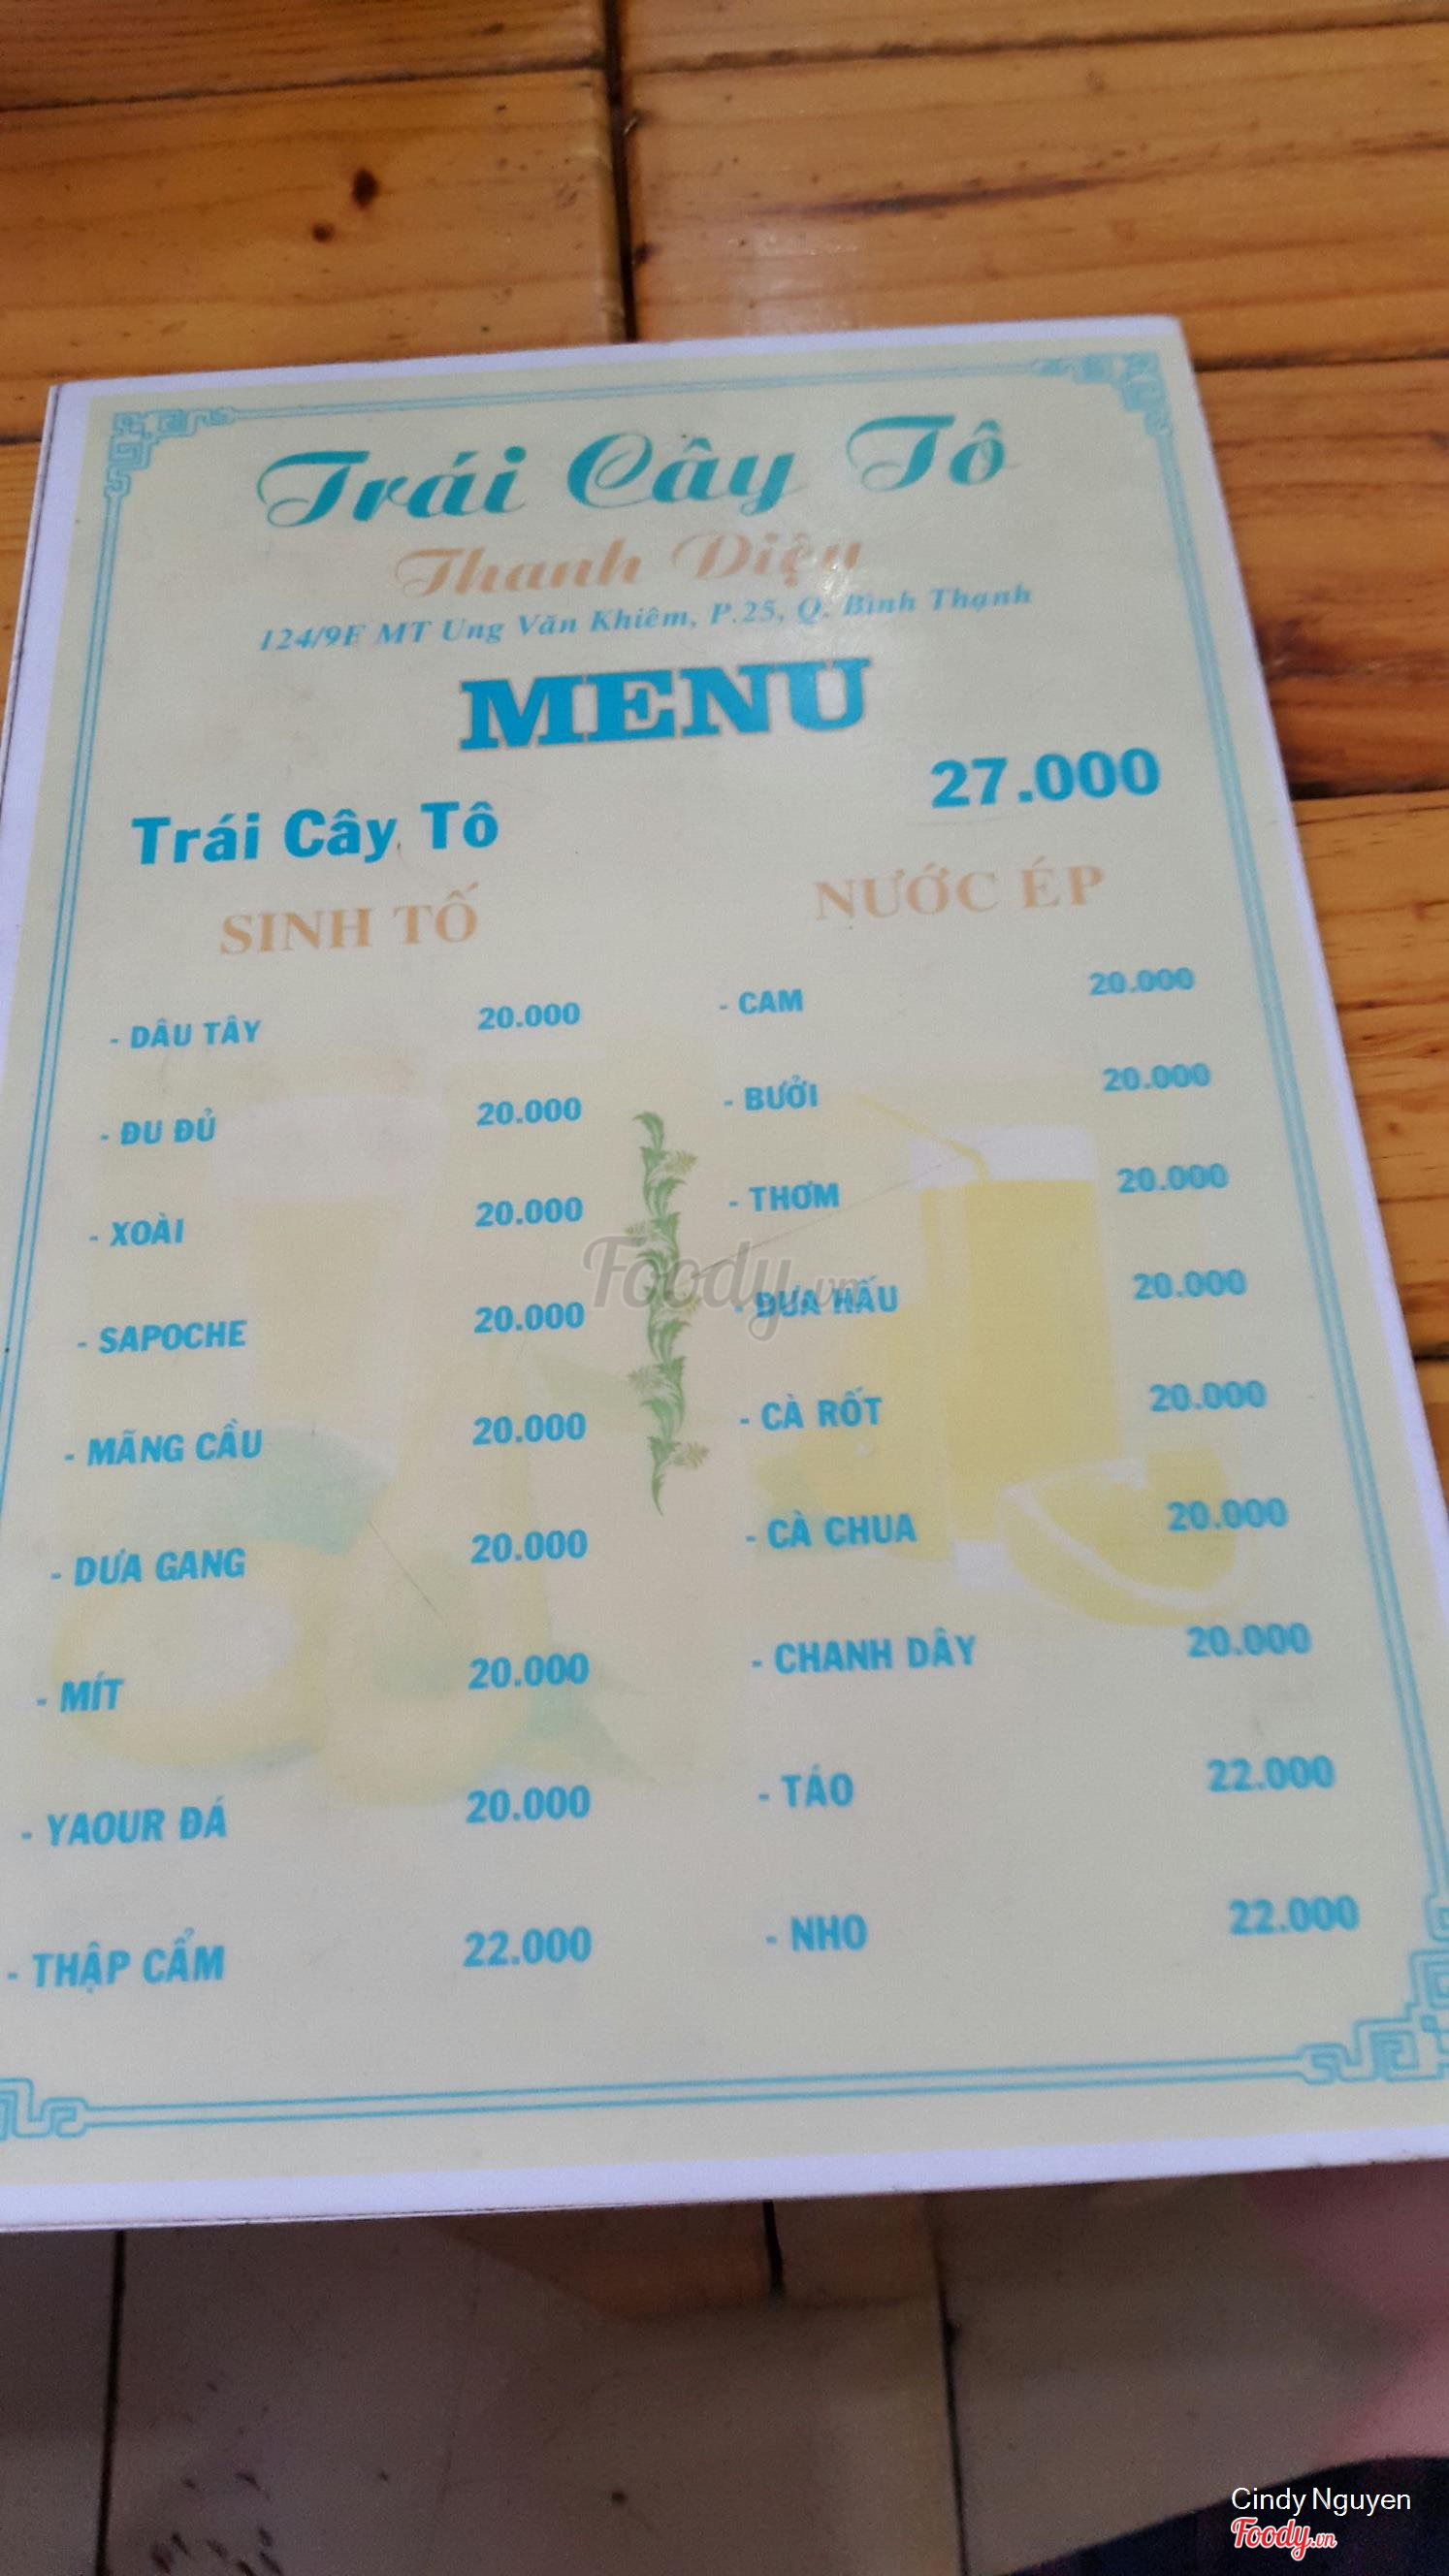 Trái Cây Tô
Thanh Diệu
124/9E MT Ung Văn Khiêm, P.25, Q. Bình Thạnh
MENU
Trái Cây Tô 27.000
SINH TỐ
- DÂU TÂY 20.000
- ĐU ĐỦ 20.000
- XOÀI 20.000
- SAPOCHE 20.000
- MÃNG CẦU 20.000
- DƯA GANG 20.000
- MÍT 20.000
- YAOUR ĐÁ 20.000
- THẬP CẨM 22.000
NƯỚC ÉP
- CAM 20.000
- BƯỞI 20.000
- THƠM 20.000
- DƯA HẤU 20.000
- CÀ RỐT 20.000
- CÀ CHUA 20.000
- CHANH DÂY 20.000
- TÁO 22.000
- NHO 22.000
Foody.vn
Cindy Nguyen
Foody.vn